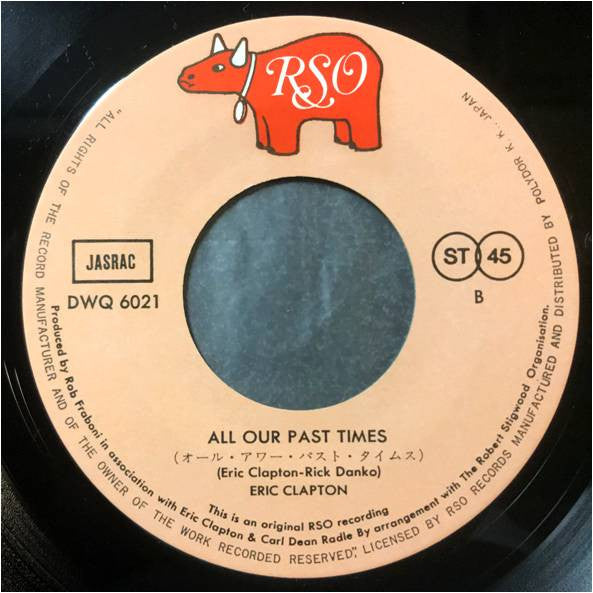 RSO
JASRAC
DWQ 6021
ST 45
B
ALL OUR PAST TIMES
(オール・アワー・パスト・タイムス)
(Eric Clapton-Rick Danko)
ERIC CLAPTON
This is an original RSO recording
Produced by Rob Fraboni in association with Eric Clapton & Carl Dean Radle By arrangement with The Robert Stigwood Organisation.
"ALL RIGHTS OF THE RECORD MANUFACTURER AND OF THE OWNER OF THE WORK RECORDED RESERVED", LICENSED BY RSO RECORDS MANUFACTURED AND DISTRIBUTED BY POLYDOR K. K., JAPAN